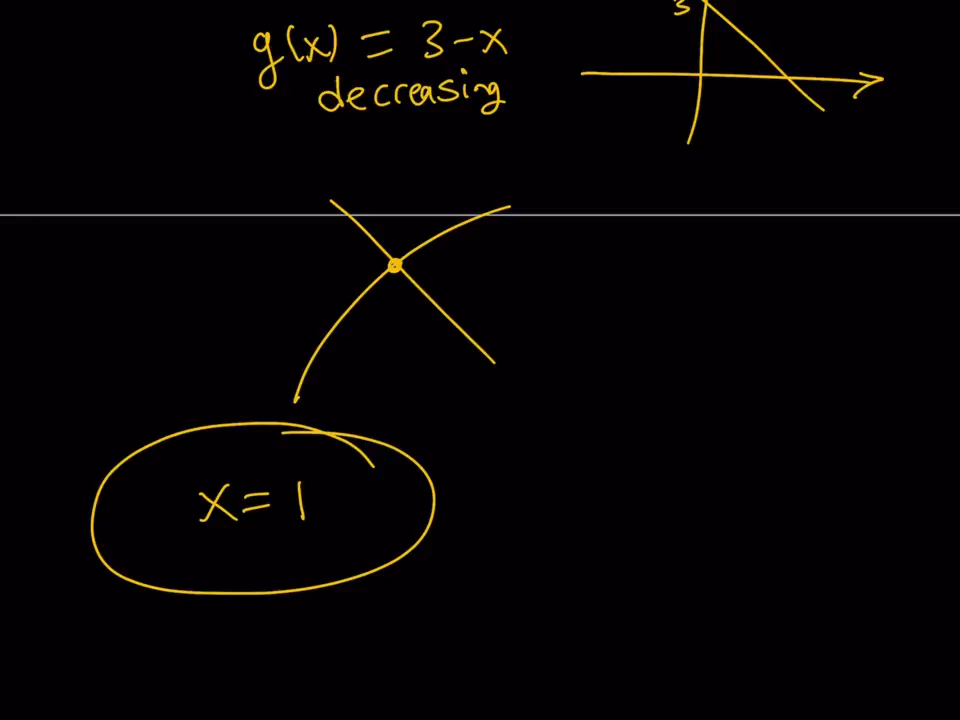 3
g(x) = 3-x
decreasing
x=1